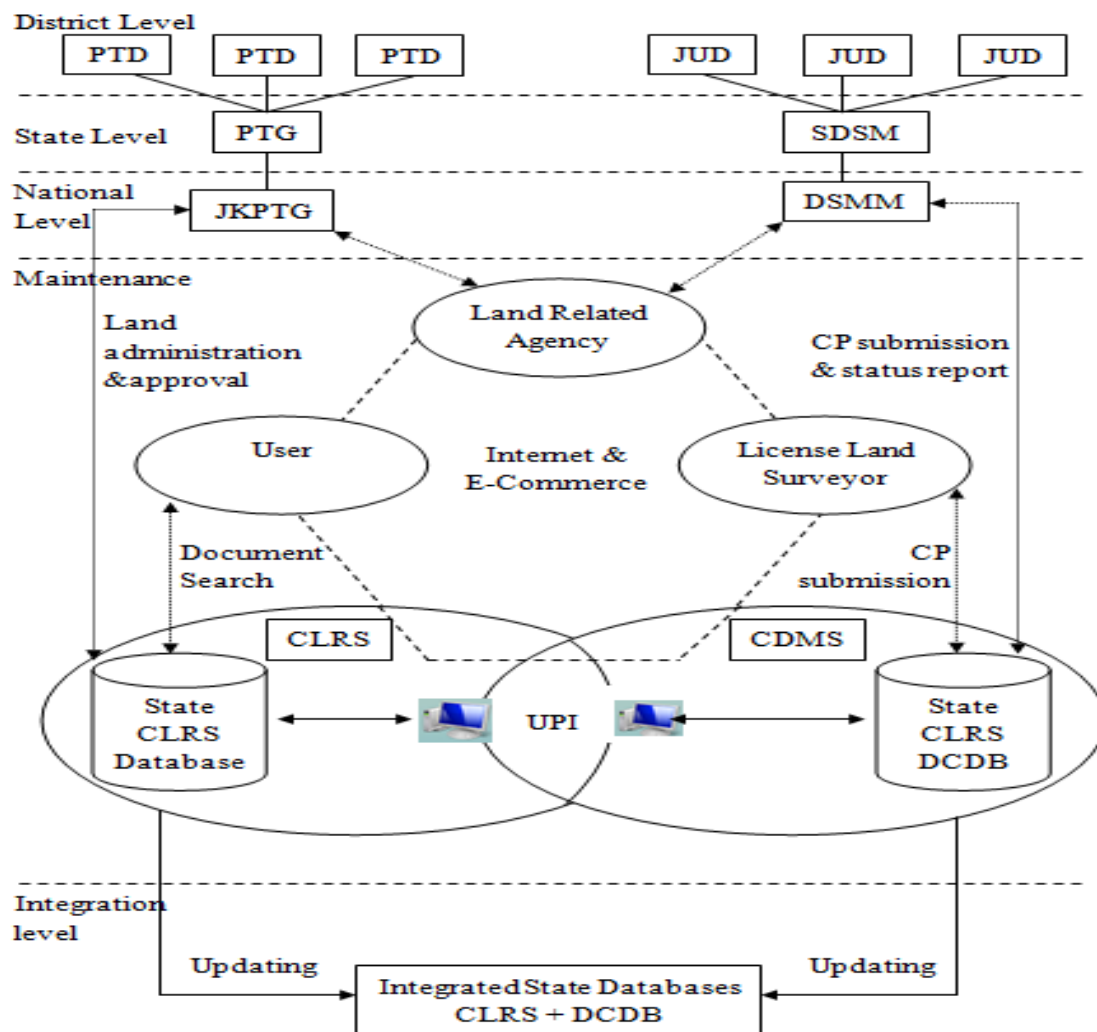 District Level
PTD
PTD
PTD
JUD
JUD
JUD
State Level
PTG
SDSM
National
Level
JKPTG
DSMM
Maintenance
Land Related
Agency
Land
administration
&approval
CP submission
& status report
User
Internet &
E-Commerce
License Land
Surveyor
Document
Search
CP
submission
CLRS
CDMS
State
CLRS
Database
UPI
State
CLRS
DCDB
Integration
level
Updating
Updating
Integrated State Databases
CLRS + DCDB